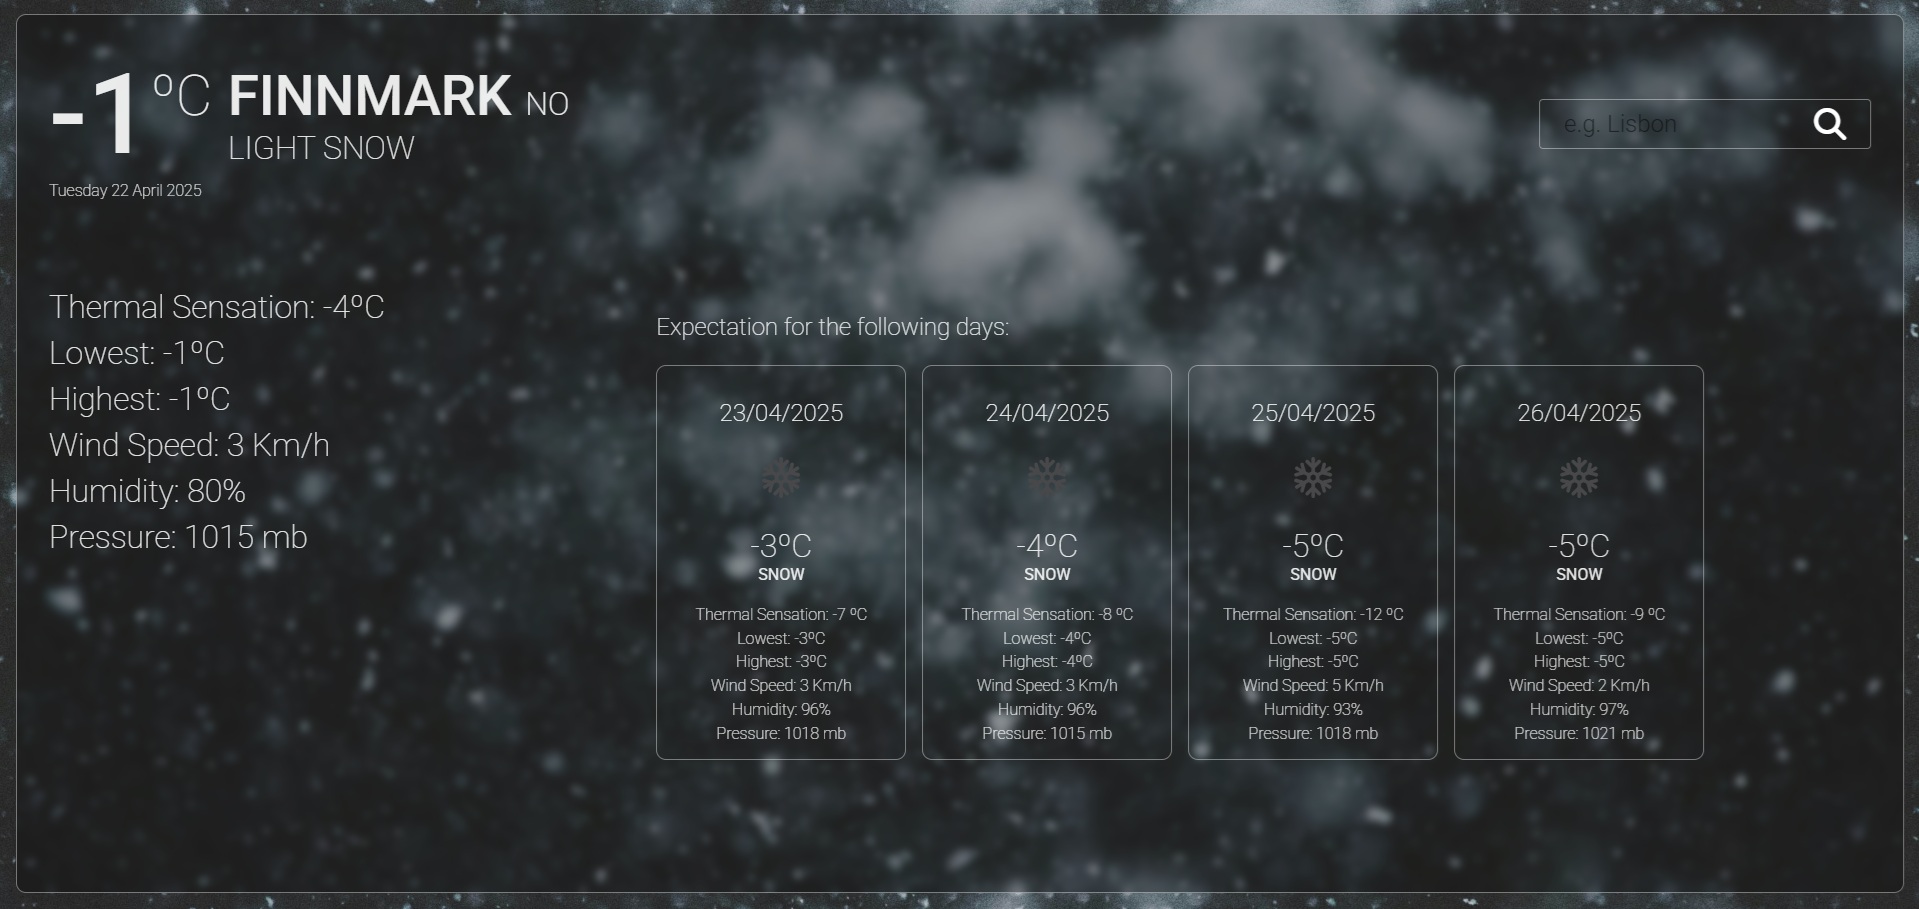 -1 ºC FINNMARK NO
LIGHT SNOW
Tuesday 22 April 2025
e.g. Lisbon
Thermal Sensation: -4ºC
Lowest: -1ºC
Highest: -1ºC
Wind Speed: 3 Km/h
Humidity: 80%
Pressure: 1015 mb
Expectation for the following days:
23/04/2025
-3ºC
SNOW
Thermal Sensation: -7 ºC
Lowest: -3ºC
Highest: -3ºC
Wind Speed: 3 Km/h
Humidity: 96%
Pressure: 1018 mb
24/04/2025
-4ºC
SNOW
Thermal Sensation: -8 ºC
Lowest: -4ºC
Highest: -4ºC
Wind Speed: 3 Km/h
Humidity: 96%
Pressure: 1015 mb
25/04/2025
-5ºC
SNOW
Thermal Sensation: -12 ºC
Lowest: -5ºC
Highest: -5ºC
Wind Speed: 5 Km/h
Humidity: 93%
Pressure: 1018 mb
26/04/2025
-5ºC
SNOW
Thermal Sensation: -9 ºC
Lowest: -5ºC
Highest: -5ºC
Wind Speed: 2 Km/h
Humidity: 97%
Pressure: 1021 mb